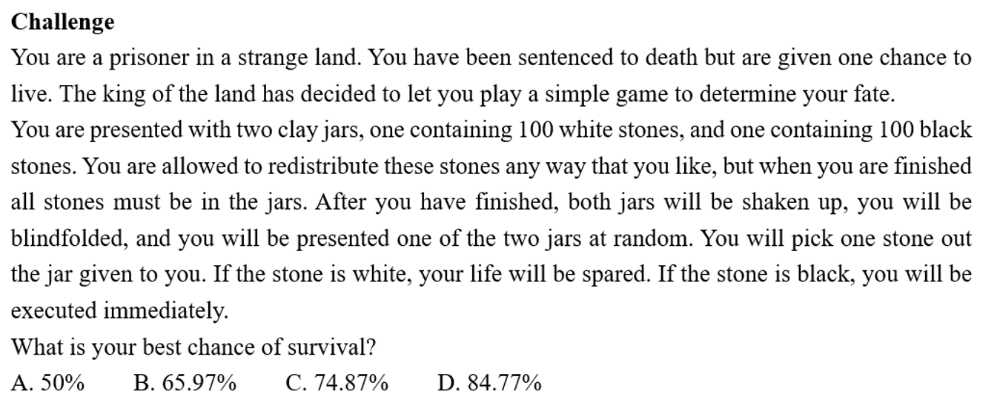 Challenge
You are a prisoner in a strange land. You have been sentenced to death but are given one chance to
live. The king of the land has decided to let you play a simple game to determine your fate.
You are presented with two clay jars, one containing 100 white stones, and one containing 100 black
stones. You are allowed to redistribute these stones any way that you like, but when you are finished
all stones must be in the jars. After you have finished, both jars will be shaken up, you will be
blindfolded, and you will be presented one of the two jars at random. You will pick one stone out
the jar given to you. If the stone is white, your life will be spared. If the stone is black, you will be
executed immediately.
What is your best chance of survival?
A. 50% B. 65.97% C. 74.87% D. 84.77%